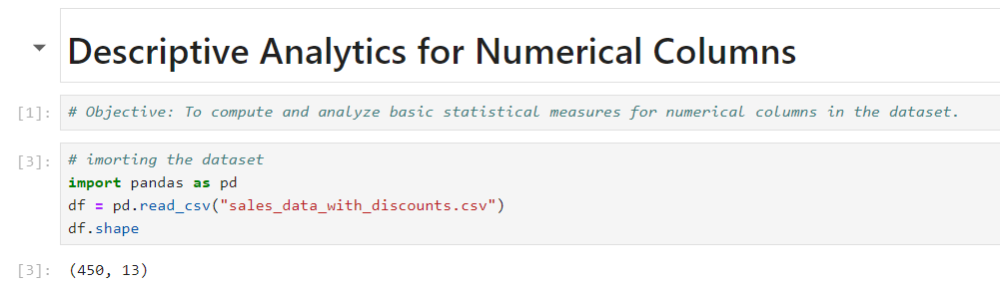 Descriptive Analytics for Numerical Columns
[1]: # Objective: To compute and analyze basic statistical measures for numerical columns in the dataset.
[3]: # imorting the dataset
import pandas as pd
df = pd.read_csv("sales_data_with_discounts.csv")
df.shape
[3]: (450, 13)